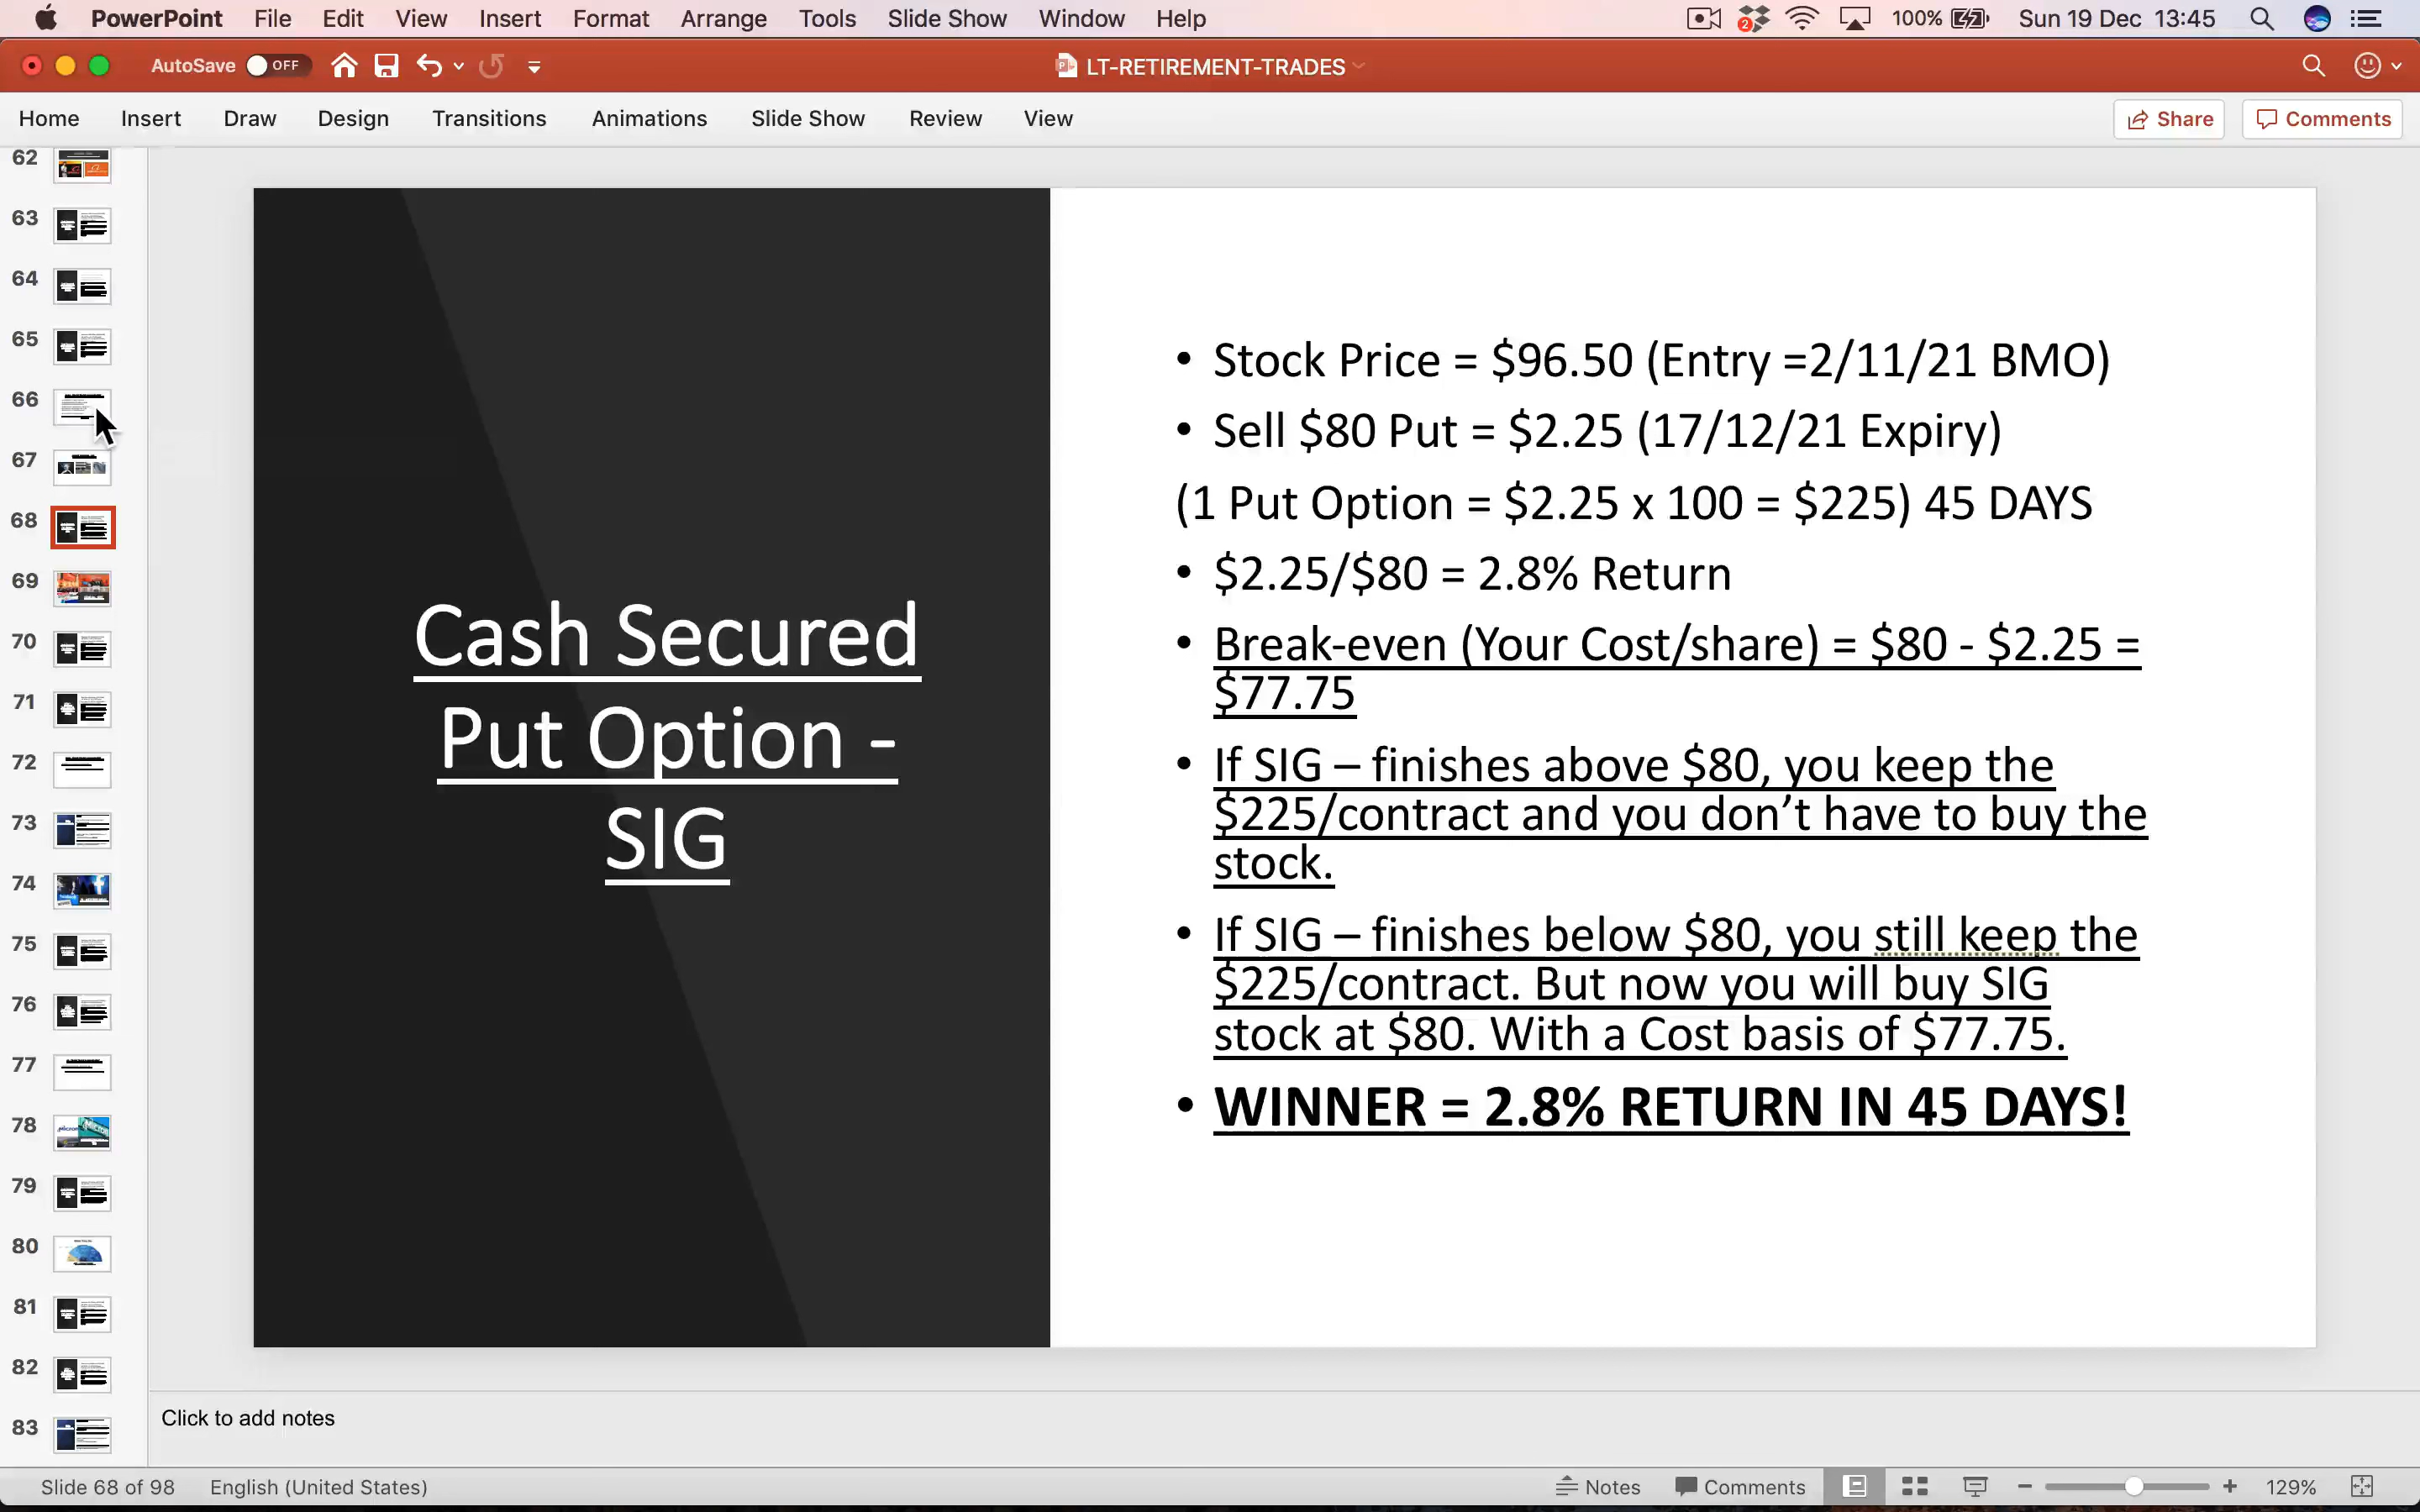 PowerPoint File Edit View Insert Format Arrange Tools Slide Show Window Help 2 100% Sun 19 Dec 13:45
AutoSave OFF LT-RETIREMENT-TRADES
Home Insert Draw Design Transitions Animations Slide Show Review View Share Comments
62
63
64
65
66
67
68
69
70
71
72
73
74
75
76
77
78
79
80
81
82
83
Cash Secured
Put Option -
SIG
• Stock Price = $96.50 (Entry =2/11/21 BMO)
• Sell $80 Put = $2.25 (17/12/21 Expiry)
(1 Put Option = $2.25 x 100 = $225) 45 DAYS
• $2.25/$80 = 2.8% Return
• Break-even (Your Cost/share) = $80 - $2.25 =
$77.75
• If SIG – finishes above $80, you keep the
$225/contract and you don’t have to buy the
stock.
• If SIG – finishes below $80, you still keep the
$225/contract. But now you will buy SIG
stock at $80. With a Cost basis of $77.75.
• WINNER = 2.8% RETURN IN 45 DAYS!
Click to add notes
Slide 68 of 98 English (United States) Notes Comments 129%